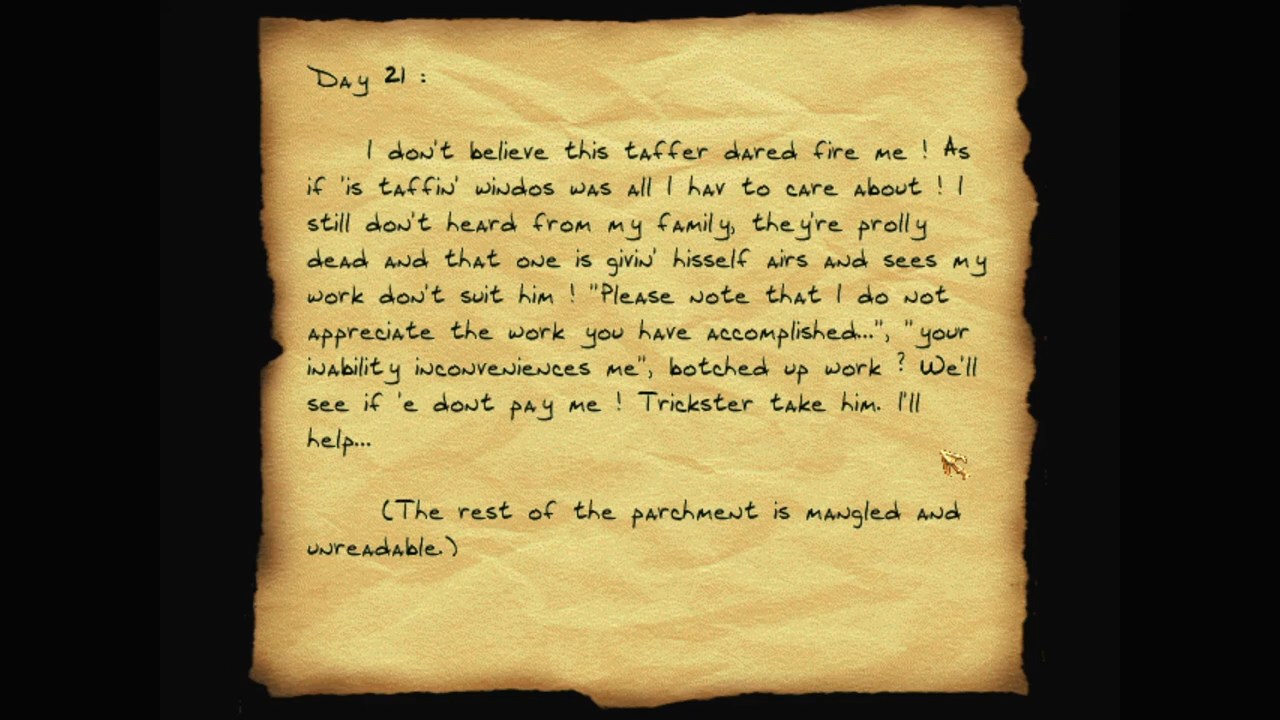 Day 21 :
I don't believe this taffer dared fire me ! As
if 'is taffin' windos was all I hav to care about ! I
still don't heard from my family, they're prolly
dead and that one is givin' hisself airs and sees my
work don't suit him ! "Please note that I do not
appreciate the work you have accomplished...", "your
inability inconveniences me", botched up work ? We'll
see if 'e dont pay me ! Trickster take him. I'll
help...
(The rest of the parchment is mangled and
unreadable.)